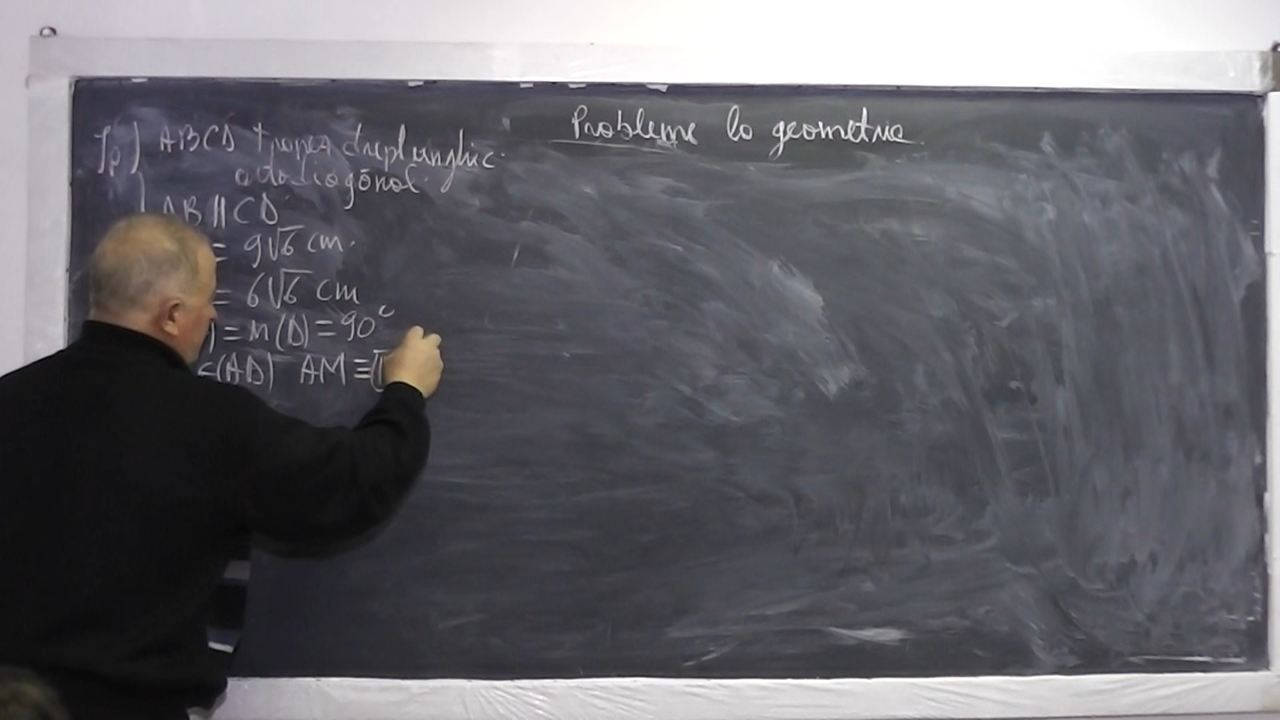 Probleme la geometrie.
Ip) ABCD trapez dreptunghic.
ortodiagonal.
AB || CD
= 9√6 cm.
= 6√6 cm
) = m(D) = 90°
∈(AD) AM ≡